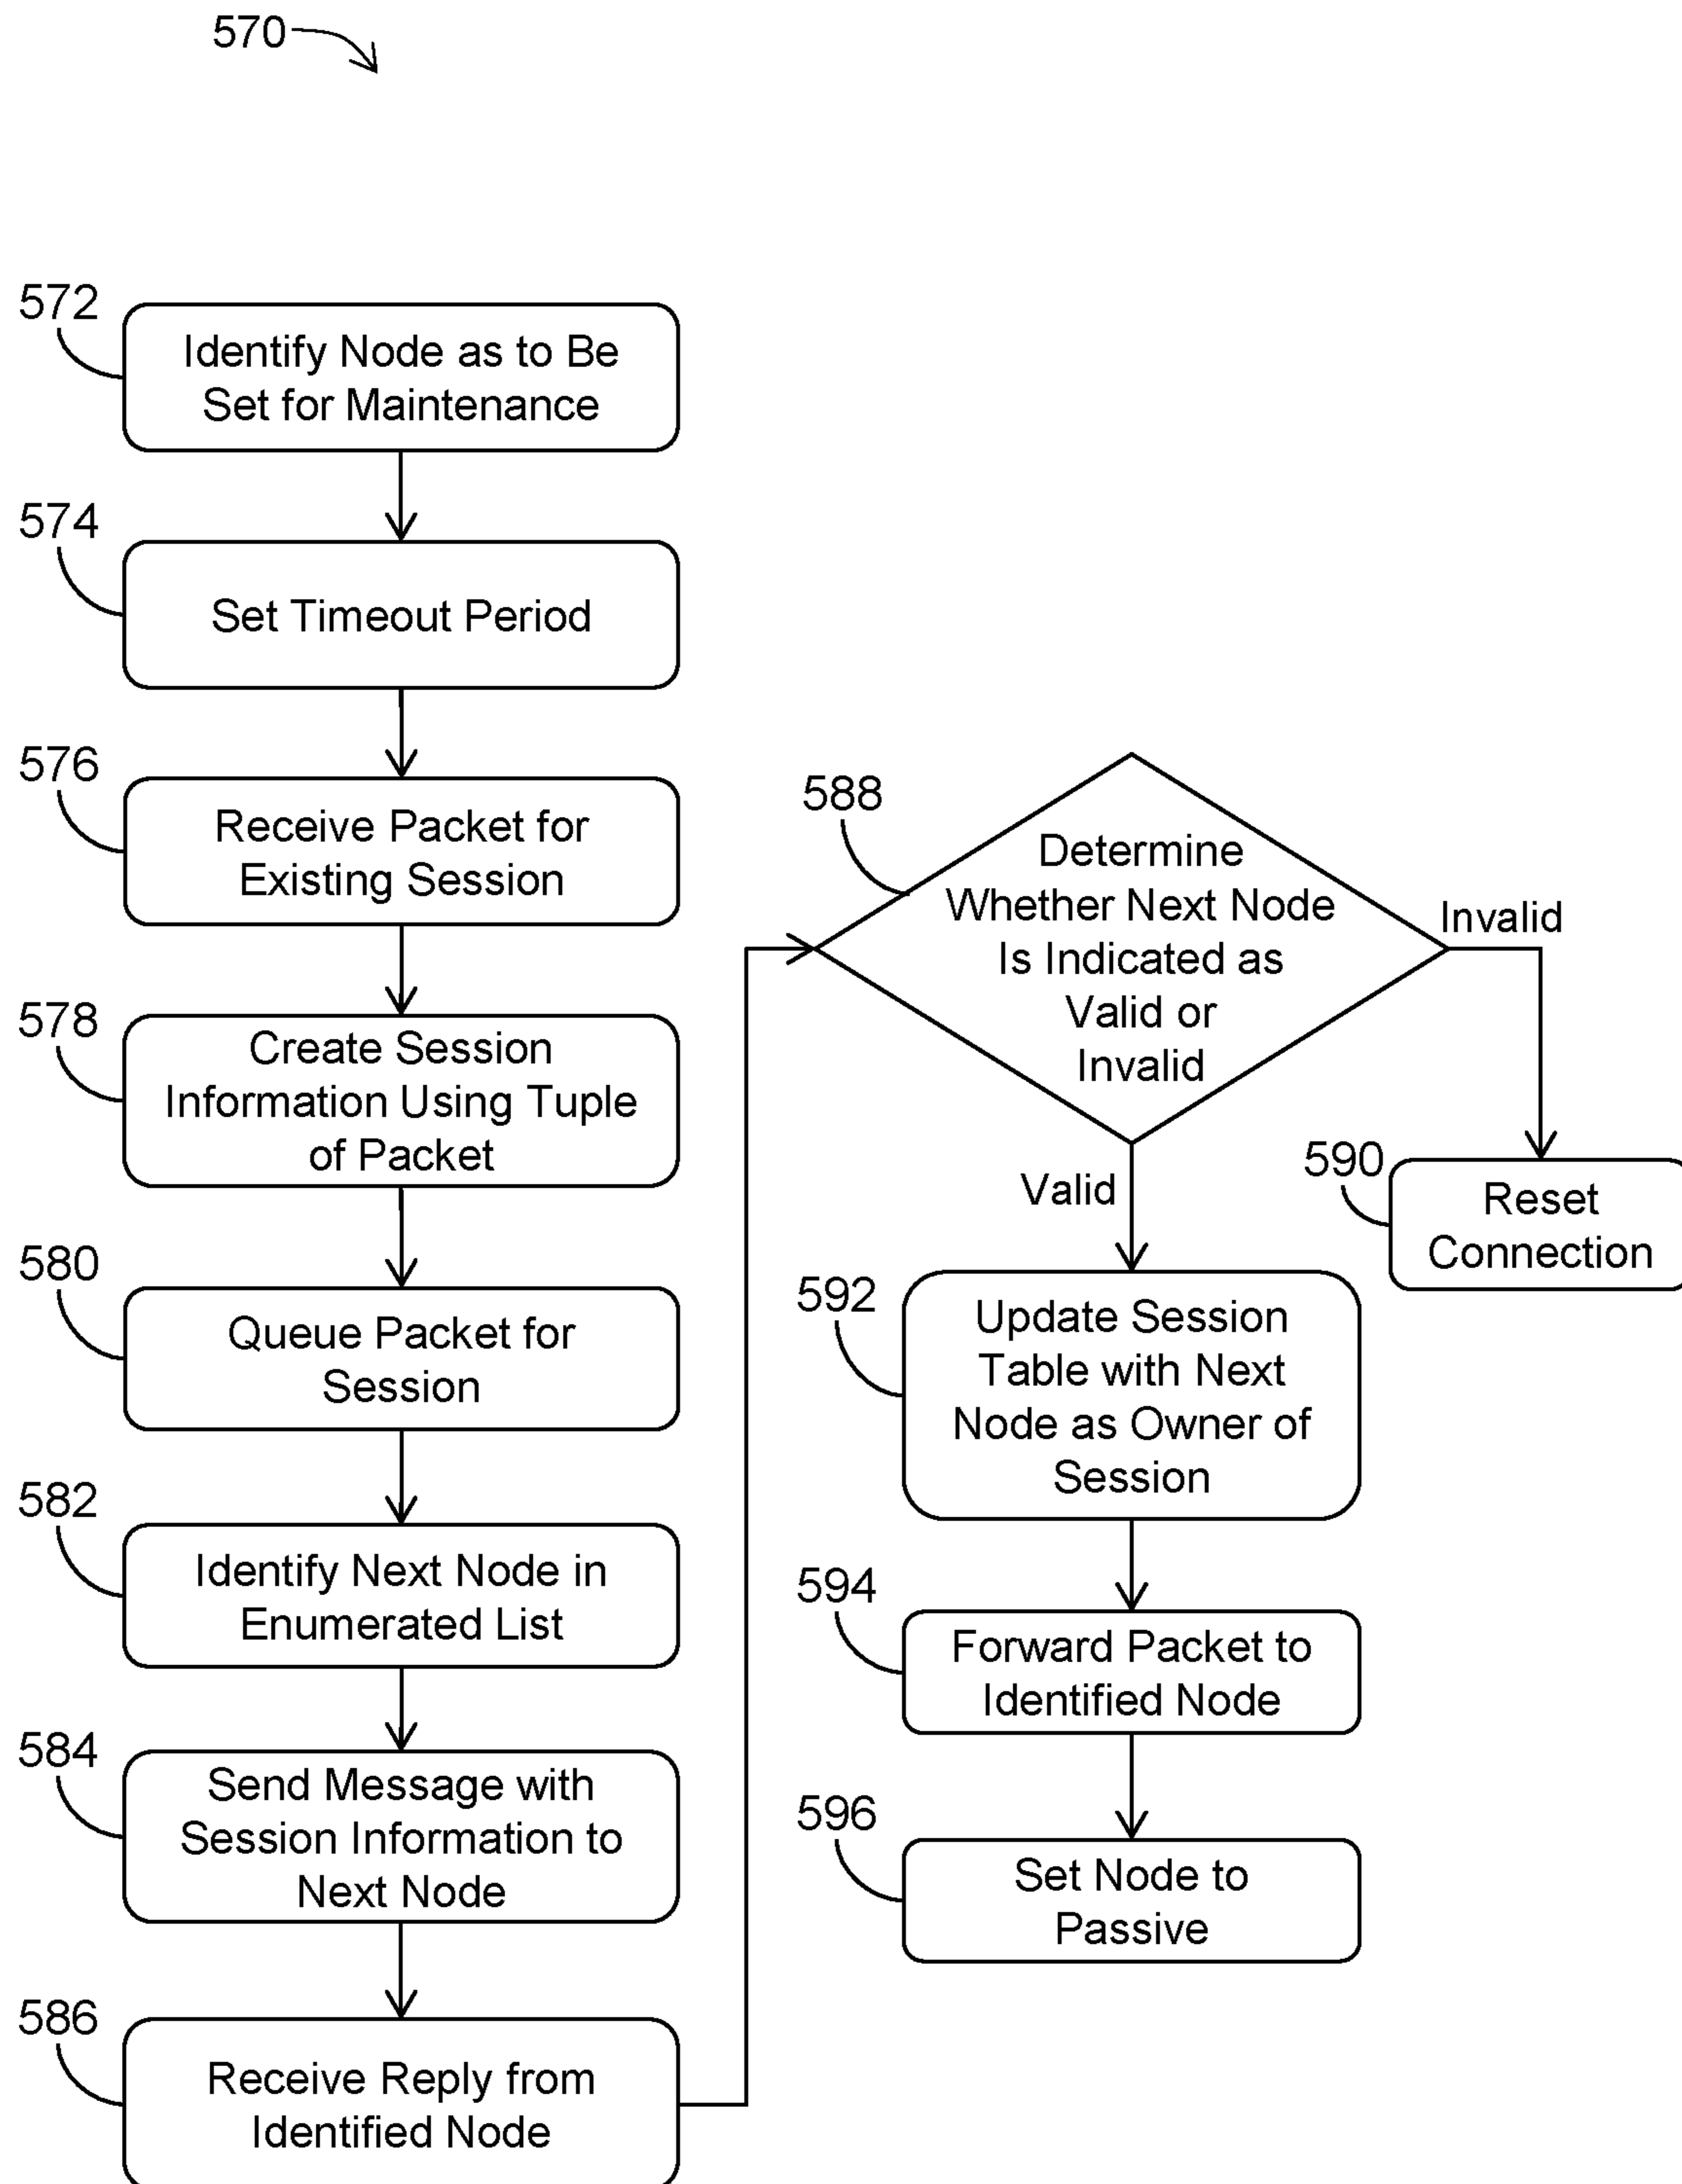 570
572
Identify Node as to Be
Set for Maintenance
574
Set Timeout Period
576
Receive Packet for
Existing Session
578
Create Session
Information Using Tuple
of Packet
580
Queue Packet for
Session
582
Identify Next Node in
Enumerated List
584
Send Message with
Session Information to
Next Node
586
Receive Reply from
Identified Node
588
Determine
Whether Next Node
Is Indicated as
Valid or
Invalid
Invalid
590
Reset
Connection
Valid
592
Update Session
Table with Next
Node as Owner of
Session
594
Forward Packet to
Identified Node
596
Set Node to
Passive